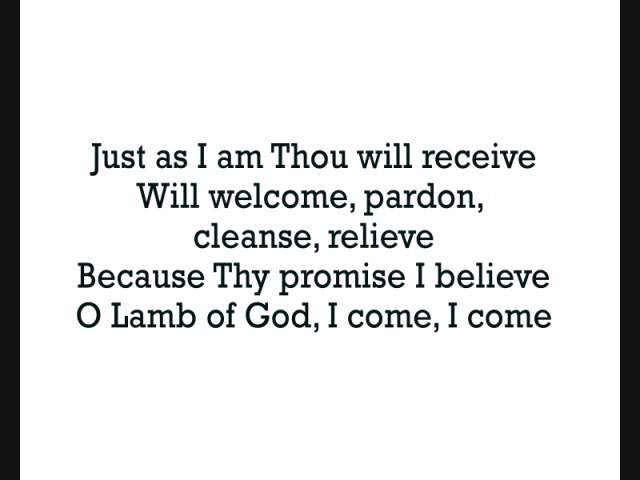 Just as I am Thou will receive
Will welcome, pardon,
cleanse, relieve
Because Thy promise I believe
O Lamb of God, I come, I come